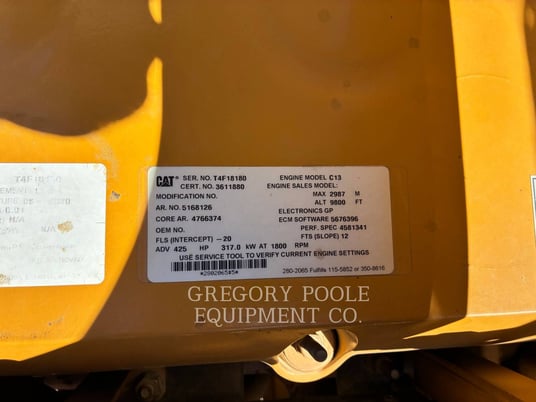 T4F18180
CAT SER. NO. T4F18180 ENGINE MODEL C13
CERT. NO. 3611880 ENGINE SALES MODEL:
MODIFICATION NO. MAX 2987 M
AR NO. 5168126 ALT 9800 FT
CORE AR. 4766374 ELECTRONICS GP
OEM NO. ECM SOFTWARE 5676396
FLS (INTERCEPT) -20 PERF. SPEC 4581341
FTS (SLOPE) 12
ADV 425 HP 317.0 kW AT 1800 RPM
USE SERVICE TOOL TO VERIFY CURRENT ENGINE SETTINGS
*2802065#5*
280-2065 Fulfills 115-5852 or 350-8616
GREGORY POOLE
EQUIPMENT CO.